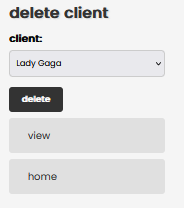 delete client
client:
Lady Gaga
delete
view
home